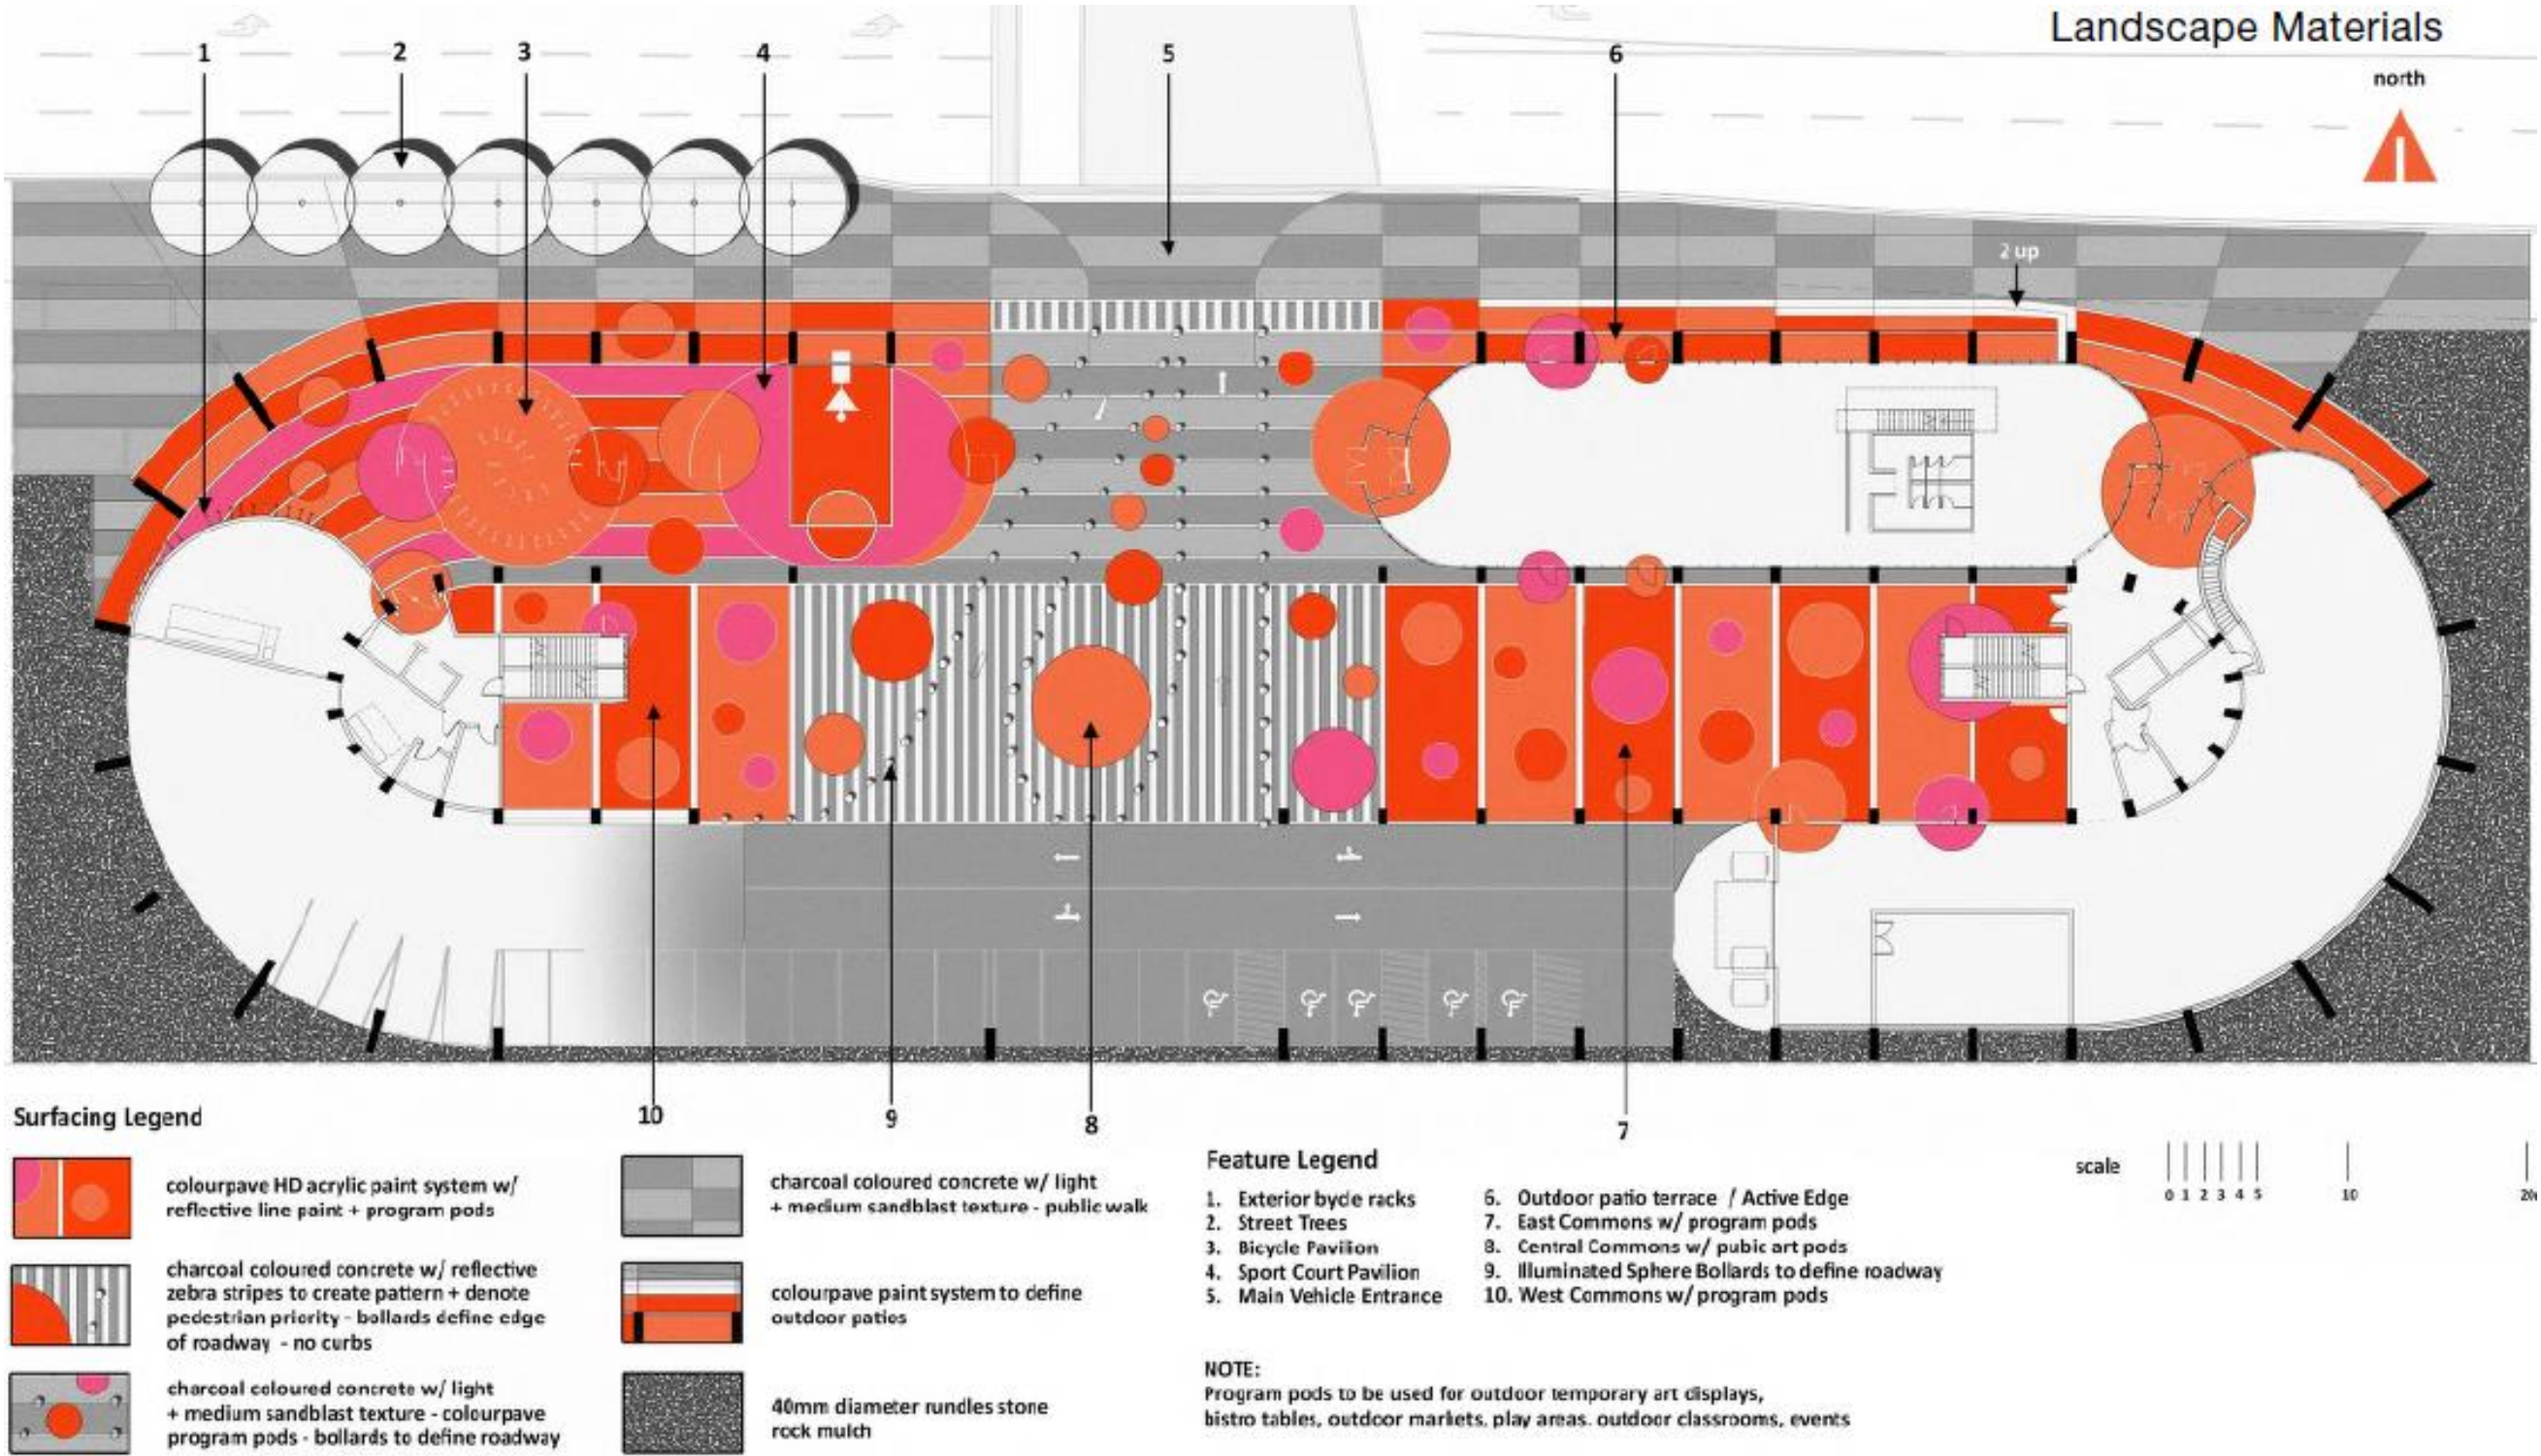 Landscape Materials
north
1
2
3
4
5
6
2 up
10
9
8
7
Surfacing Legend
colourpave HD acrylic paint system w/
reflective line paint + program pods
charcoal coloured concrete w/ reflective
zebra stripes to create pattern + denote
pedestrian priority - bollards define edge
of roadway - no curbs
charcoal coloured concrete w/ light
+ medium sandblast texture - colourpave
program pods - bollards to define roadway
charcoal coloured concrete w/ light
+ medium sandblast texture - public walk
colourpave paint system to define
outdoor patios
40mm diameter rundles stone
rock mulch
Feature Legend
1. Exterior bycle racks
2. Street Trees
3. Bicycle Pavilion
4. Sport Court Pavilion
5. Main Vehicle Entrance
6. Outdoor patio terrace / Active Edge
7. East Commons w/ program pods
8. Central Commons w/ pubic art pods
9. Illuminated Sphere Bollards to define roadway
10. West Commons w/ program pods
NOTE:
Program pods to be used for outdoor temporary art displays,
bistro tables, outdoor markets, play areas. outdoor classrooms, events
scale
0 1 2 3 4 5 10